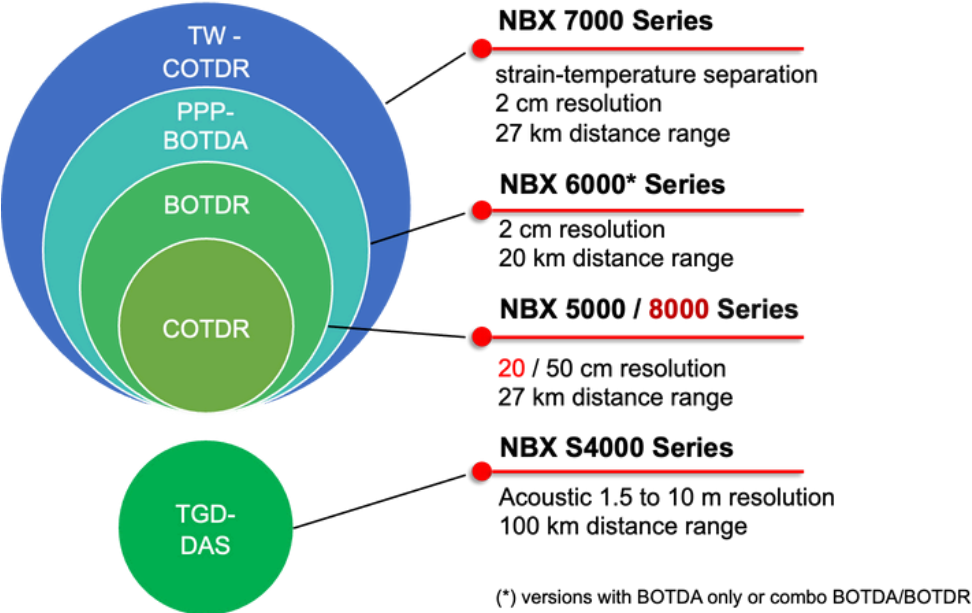 TW -
COTDR
PPP-
BOTDA
BOTDR
COTDR
TGD-
DAS
NBX 7000 Series
strain-temperature separation
2 cm resolution
27 km distance range
NBX 6000* Series
2 cm resolution
20 km distance range
NBX 5000 / 8000 Series
20 / 50 cm resolution
27 km distance range
NBX S4000 Series
Acoustic 1.5 to 10 m resolution
100 km distance range
(*) versions with BOTDA only or combo BOTDA/BOTDR